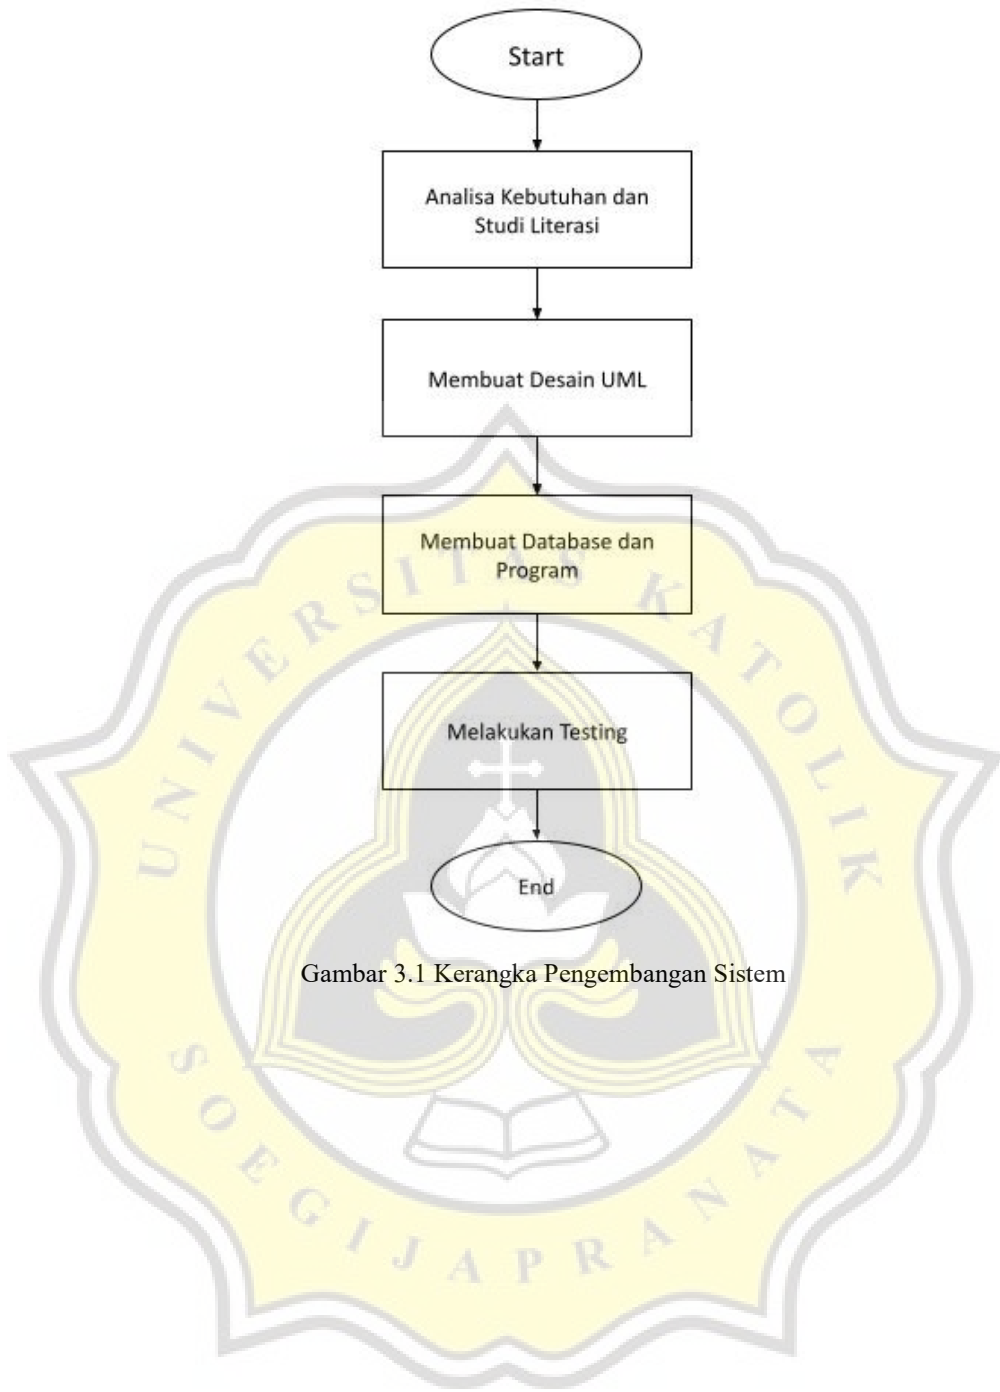 Start
Analisa Kebutuhan dan
Studi Literasi
Membuat Desain UML
Membuat Database dan
Program
Melakukan Testing
End
Gambar 3.1 Kerangka Pengembangan Sistem
UNIVERSITAS KATOLIK
SOEGIJAPRANATA